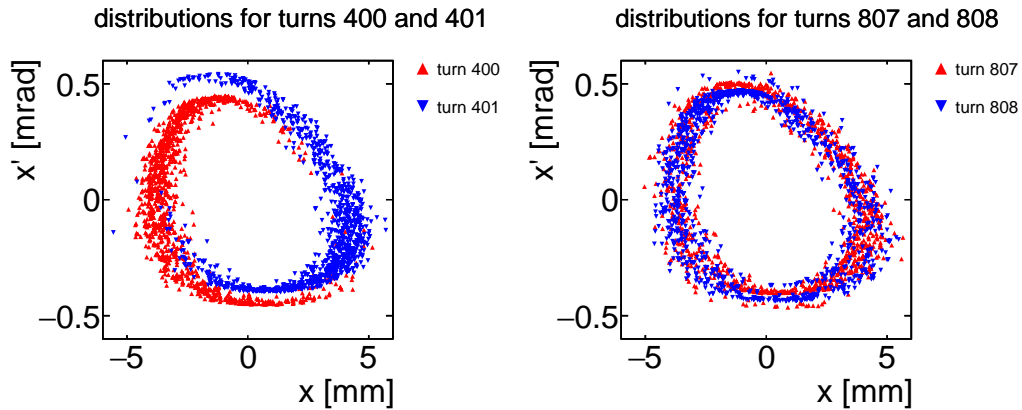 distributions for turns 400 and 401
x' [mrad]
0.5
0
−0.5
−5
0
5
x [mm]
turn 400
turn 401
distributions for turns 807 and 808
x' [mrad]
0.5
0
−0.5
−5
0
5
x [mm]
turn 807
turn 808